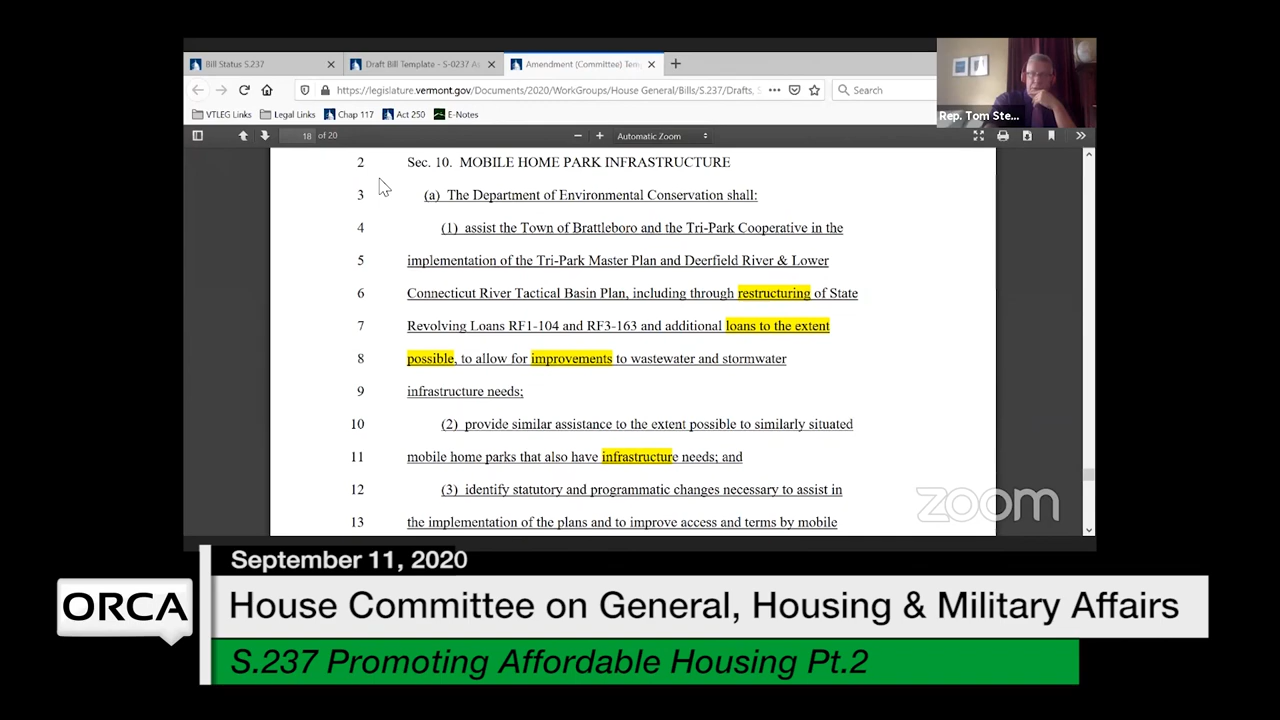 Bill Status S.237
Draft Bill Template - S-0237 As
Amendment (Committee) Tem
https://legislature.vermont.gov/Documents/2020/WorkGroups/House General/Bills/S.237/Drafts,
Search
VTLEG Links
Legal Links
Chap 117
Act 250
E-Notes
Rep. Tom Ste...
18 of 20
Automatic Zoom
2 Sec. 10. MOBILE HOME PARK INFRASTRUCTURE
3 (a) The Department of Environmental Conservation shall:
4 (1) assist the Town of Brattleboro and the Tri-Park Cooperative in the
5 implementation of the Tri-Park Master Plan and Deerfield River & Lower
6 Connecticut River Tactical Basin Plan, including through restructuring of State
7 Revolving Loans RF1-104 and RF3-163 and additional loans to the extent
8 possible, to allow for improvements to wastewater and stormwater
9 infrastructure needs;
10 (2) provide similar assistance to the extent possible to similarly situated
11 mobile home parks that also have infrastructure needs; and
12 (3) identify statutory and programmatic changes necessary to assist in
13 the implementation of the plans and to improve access and terms by mobile
zoom
September 11, 2020
ORCA
House Committee on General, Housing & Military Affairs
S.237 Promoting Affordable Housing Pt.2